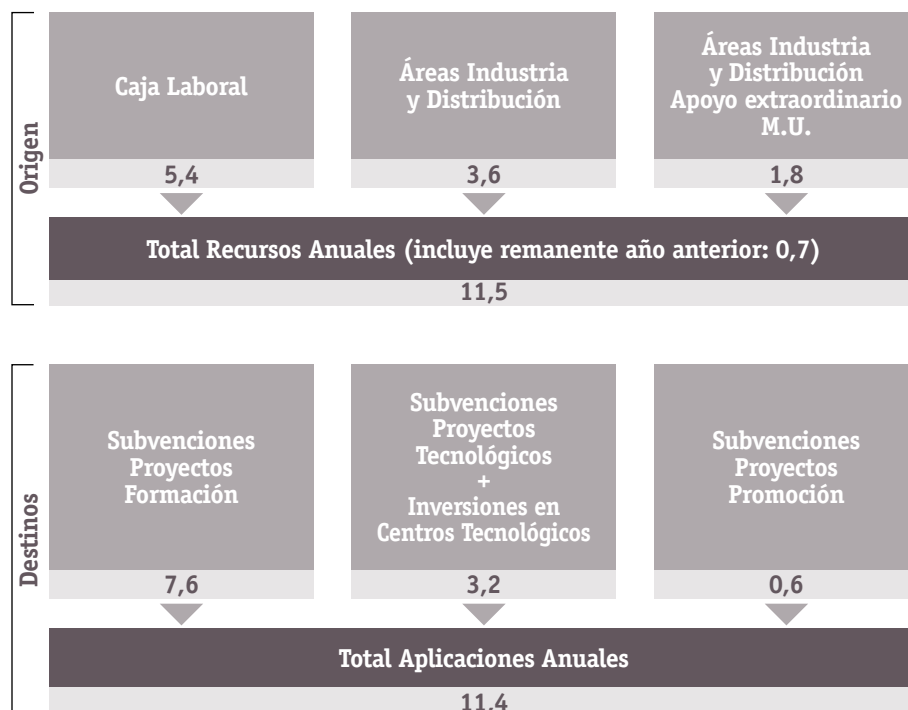 Origen
Caja Laboral
5,4
Áreas Industria
y Distribución
3,6
Áreas Industria
y Distribución
Apoyo extraordinario
M.U.
1,8
Total Recursos Anuales (incluye remanente año anterior: 0,7)
11,5
Destinos
Subvenciones
Proyectos
Formación
7,6
Subvenciones
Proyectos
Tecnológicos
+
Inversiones en
Centros Tecnológicos
3,2
Subvenciones
Proyectos
Promoción
0,6
Total Aplicaciones Anuales
11,4